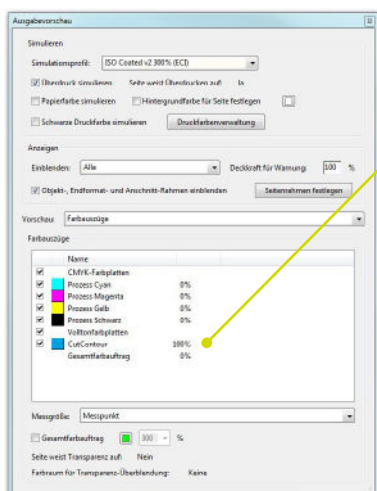 Ausgabevorschau
Simulieren
Simulationsprofil: ISO Coated v2 300% (ECI)
Überdruck simulieren Seite weist Überdrucken auf: Ja
Papierfarbe simulieren Hintergrundfarbe für Seite festlegen
Schwarze Druckfarbe simulieren Druckfarbenverwaltung
Anzeigen
Einblenden: Alle Deckkraft für Warnung: 100 %
Objekt-, Endformat- und Anschnitt-Rahmen einblenden Seitenrahmen festlegen
Vorschau: Farbauszüge
Farbauszüge
Name
CMYK-Farbplatten
Prozess Cyan 0%
Prozess Magenta 0%
Prozess Gelb 0%
Prozess Schwarz 0%
Volltonfarbplatten
CutContour 100%
Gesamtfarbauftrag 0%
Messgröße: Messpunkt
Gesamtfarbauftrag 300 %
Seite weist Transparenz auf: Nein
Farbraum für Transparenz-Überblendung: Keine